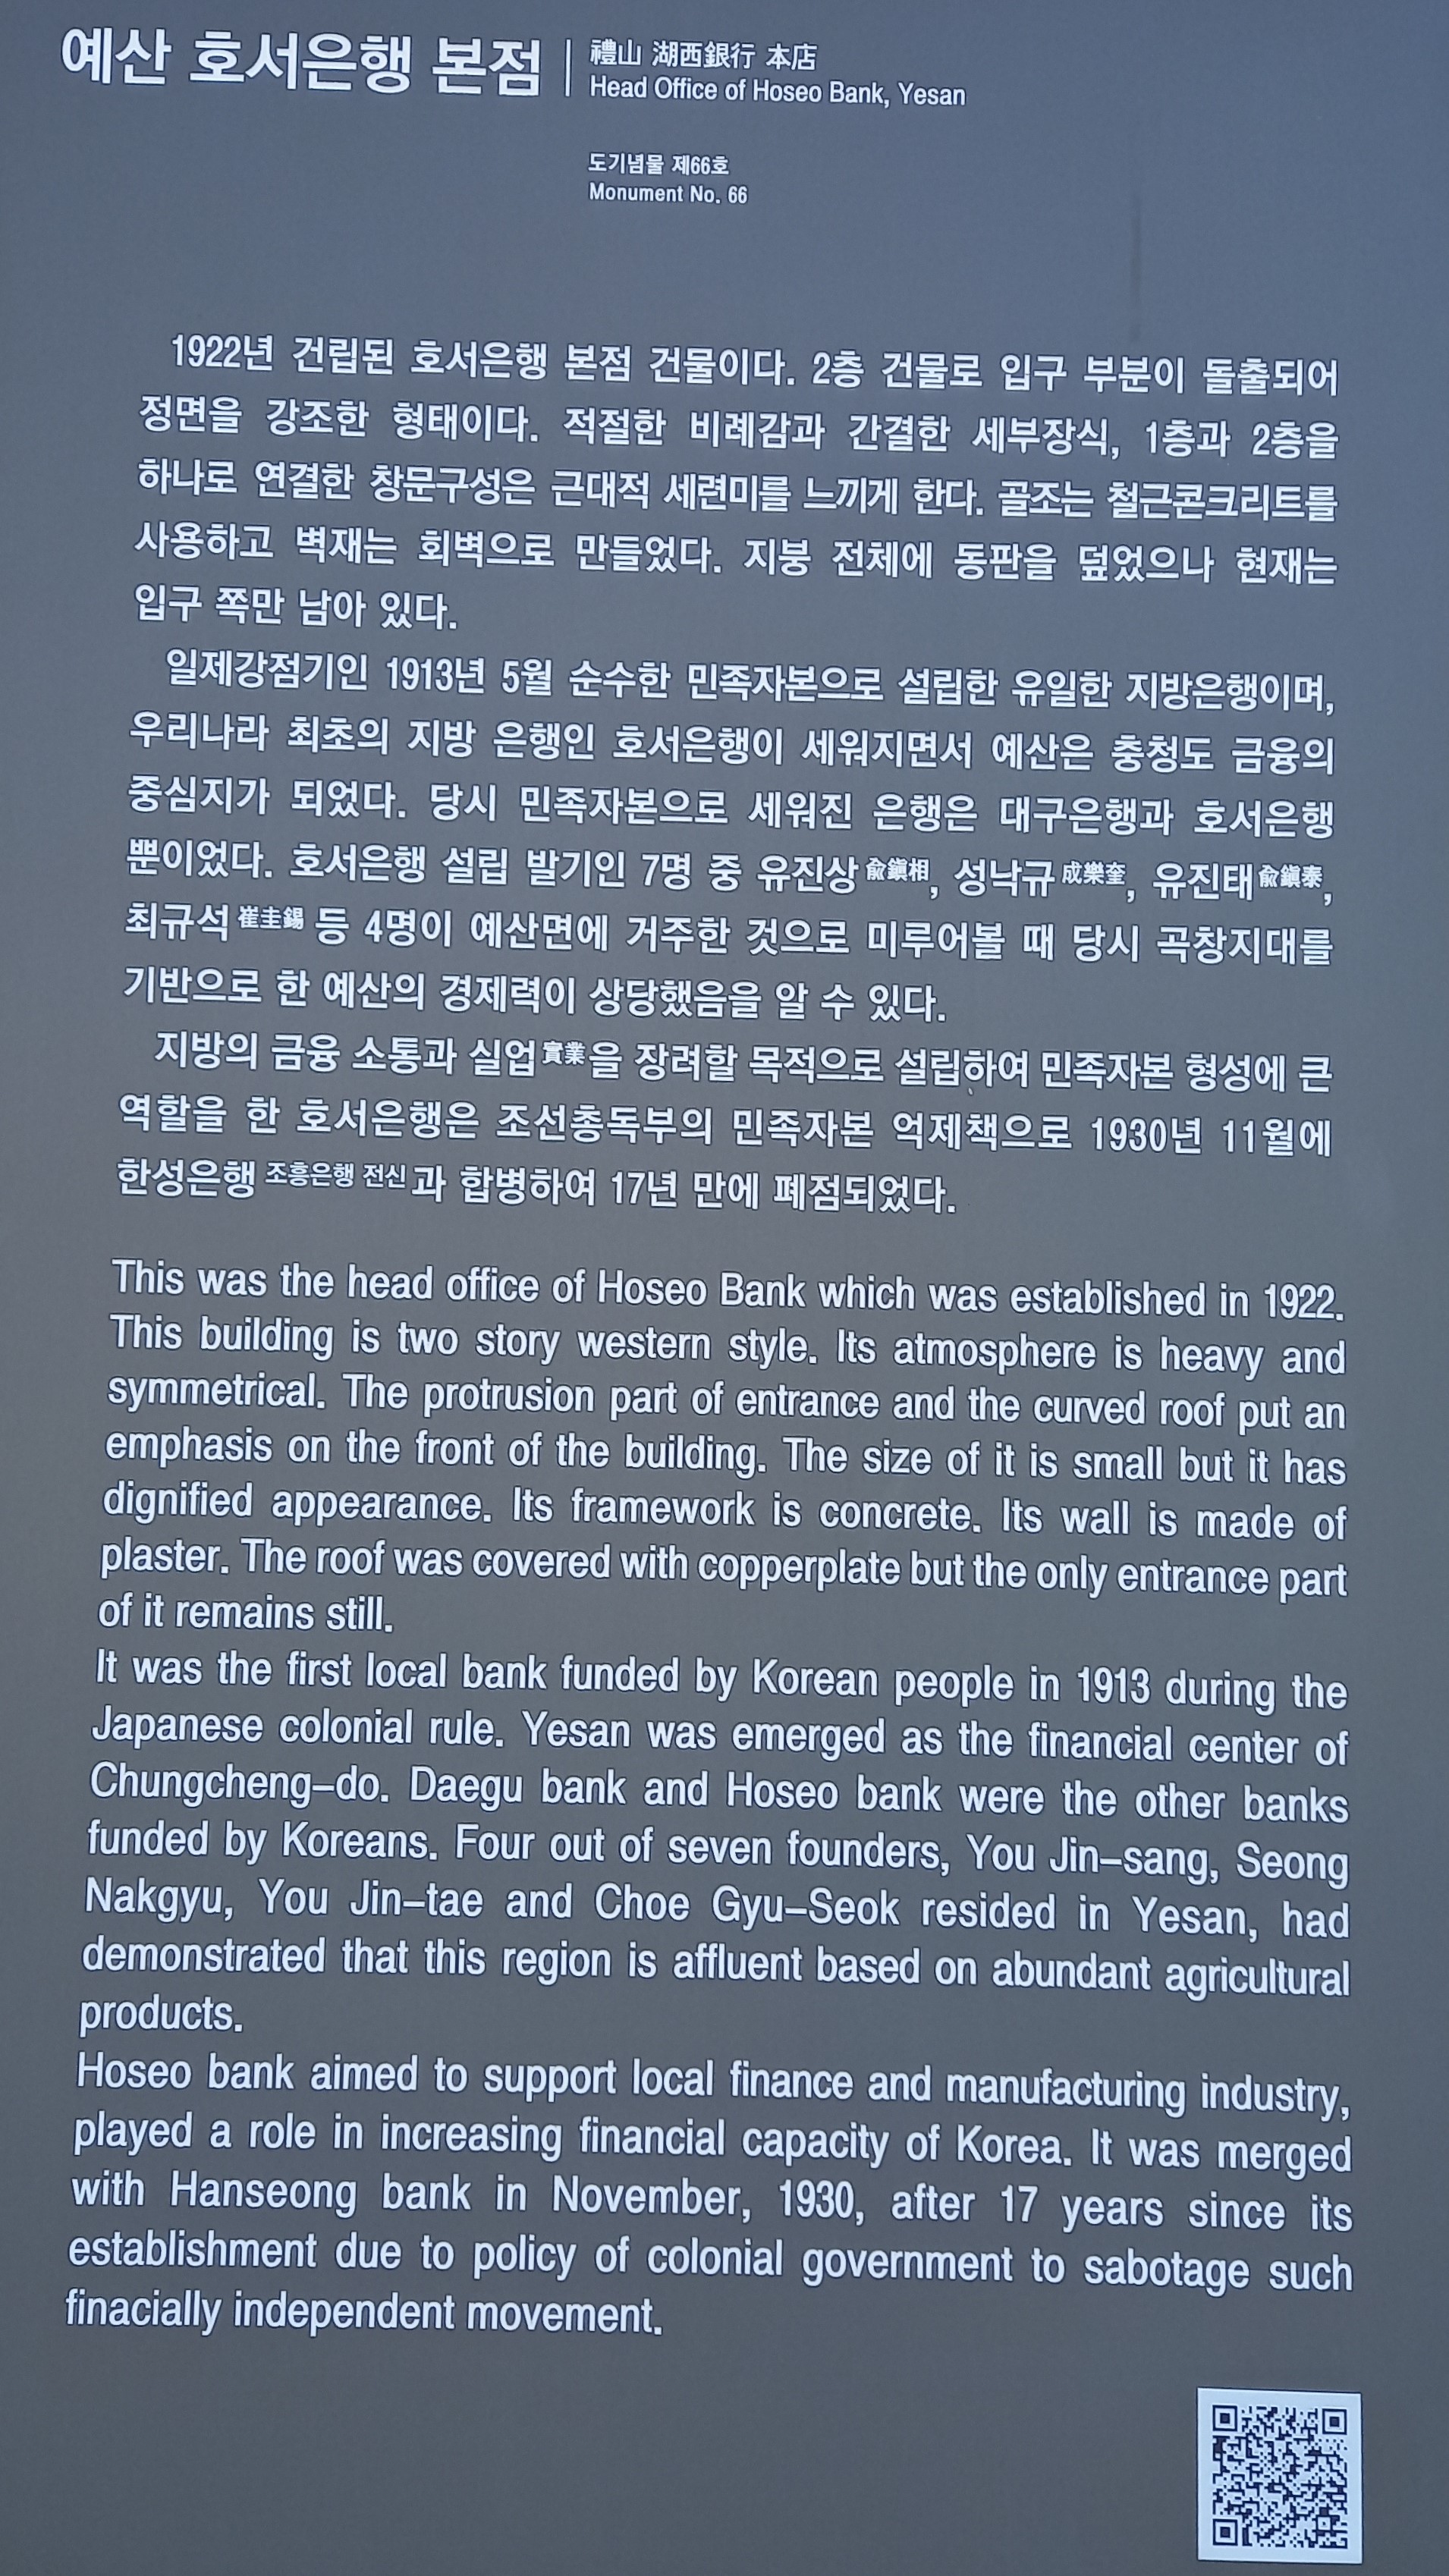 예산 호서은행 본점
禮山 湖西銀行 本店
Head Office of Hoseo Bank, Yesan
도기념물 제66호
Monument No. 66
1922년 건립된 호서은행 본점 건물이다. 2층 건물로 입구 부분이 돌출되어
정면을 강조한 형태이다. 적절한 비례감과 간결한 세부장식, 1층과 2층을
하나로 연결한 창문구성은 근대적 세련미를 느끼게 한다. 골조는 철근콘크리트를
사용하고 벽재는 회벽으로 만들었다. 지붕 전체에 동판을 덮었으나 현재는
입구 쪽만 남아 있다.
일제강점기인 1913년 5월 순수한 민족자본으로 설립한 유일한 지방은행이며,
우리나라 최초의 지방 은행인 호서은행이 세워지면서 예산은 충청도 금융의
중심지가 되었다. 당시 민족자본으로 세워진 은행은 대구은행과 호서은행
뿐이었다. 호서은행 설립 발기인 7명 중 유진상 兪鎭相, 성낙규 成樂奎, 유진태 兪鎭泰,
최규석 崔圭錫 등 4명이 예산면에 거주한 것으로 미루어볼 때 당시 곡창지대를
기반으로 한 예산의 경제력이 상당했음을 알 수 있다.
지방의 금융 소통과 실업 實業을 장려할 목적으로 설립하여 민족자본 형성에 큰
역할을 한 호서은행은 조선총독부의 민족자본 억제책으로 1930년 11월에
한성은행 조흥은행 전신과 합병하여 17년 만에 폐점되었다.
This was the head office of Hoseo Bank which was established in 1922.
This building is two story western style. Its atmosphere is heavy and
symmetrical. The protrusion part of entrance and the curved roof put an
emphasis on the front of the building. The size of it is small but it has
dignified appearance. Its framework is concrete. Its wall is made of
plaster. The roof was covered with copperplate but the only entrance part
of it remains still.
It was the first local bank funded by Korean people in 1913 during the
Japanese colonial rule. Yesan was emerged as the financial center of
Chungcheng-do. Daegu bank and Hoseo bank were the other banks
funded by Koreans. Four out of seven founders, You Jin-sang, Seong
Nakgyu, You Jin-tae and Choe Gyu-Seok resided in Yesan, had
demonstrated that this region is affluent based on abundant agricultural
products.
Hoseo bank aimed to support local finance and manufacturing industry,
played a role in increasing financial capacity of Korea. It was merged
with Hanseong bank in November, 1930, after 17 years since its
establishment due to policy of colonial government to sabotage such
finacially independent movement.